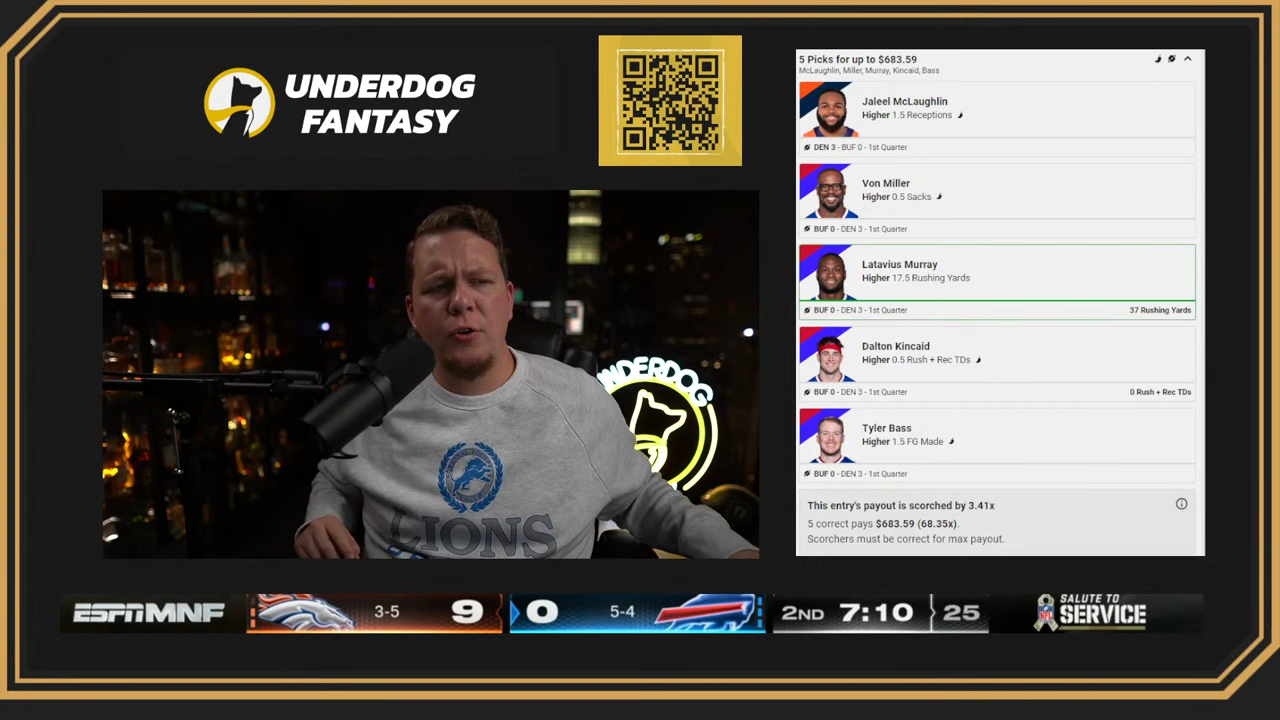 UNDERDOG
FANTASY
5 Picks for up to $683.59
McLaughlin, Miller, Murray, Kincaid, Bass
Jaleel McLaughlin
Higher 1.5 Receptions
DEN 3 - BUF 0 - 1st Quarter
Von Miller
Higher 0.5 Sacks
BUF 0 - DEN 3 - 1st Quarter
Latavius Murray
Higher 17.5 Rushing Yards
BUF 0 - DEN 3 - 1st Quarter 37 Rushing Yards
Dalton Kincaid
Higher 0.5 Rush + Rec TDs
BUF 0 - DEN 3 - 1st Quarter 0 Rush + Rec TDs
Tyler Bass
Higher 1.5 FG Made
BUF 0 - DEN 3 - 1st Quarter
This entry's payout is scorched by 3.41x
5 correct pays $683.59 (68.35x).
Scorchers must be correct for max payout.
UNDERDOG
LIONS
ESPN MNF 3-5 9 0 5-4 2ND 7:10 25 SALUTE TO
SERVICE